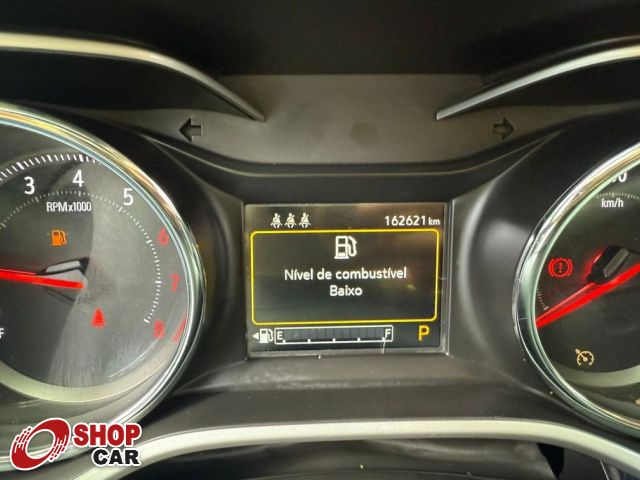 162621 km
3 4 5 6 7 8
RPMx1000
km/h
Nível de combustível
Baixo
E F P
F
SHOP
CAR